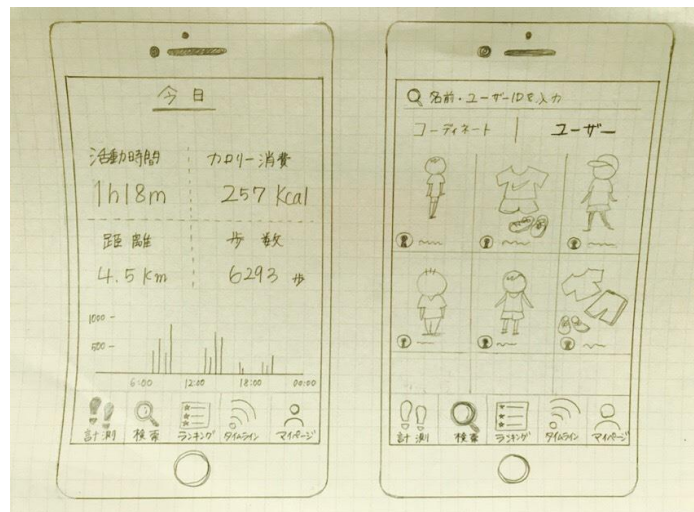 今日
活動時間
カロリー消費
1h18m
257 Kcal
距離
歩数
4.5 Km
6293 歩
1000
500
6:00
12:00
18:00
00:00
計測
検索
ランキング
タイムライン
マイページ
名前・ユーザーIDを入力
コーディネート
ユーザー
計測
検索
ランキング
タイムライン
マイページ